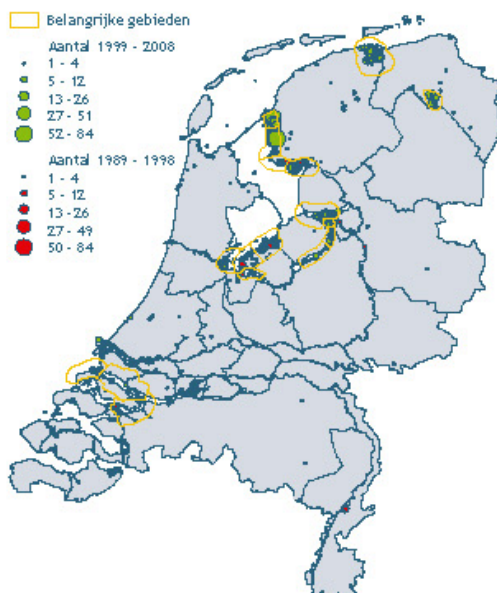 Belangrijke gebieden
Aantal 1999 - 2008
1 - 4
5 - 12
13 - 26
27 - 51
52 - 84
Aantal 1989 - 1998
1 - 4
5 - 12
13 - 26
27 - 49
50 - 84